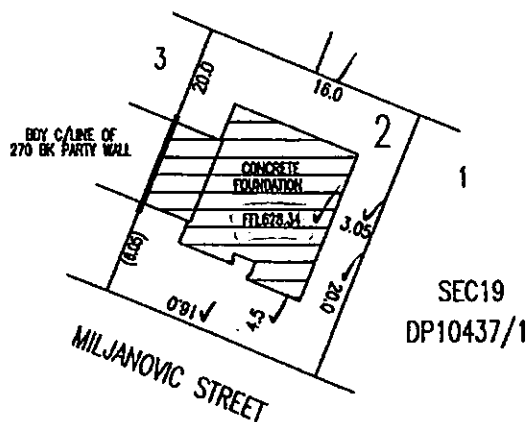 3
20.0
16.0
2
1
BDY C/LINE OF
270 BK PARTY WALL
CONCRETE
FOUNDATION
FFL628.34
3.05
(6.05)
20.0
SEC19
DP10437/1
16.0
4.5
MILJANOVIC STREET